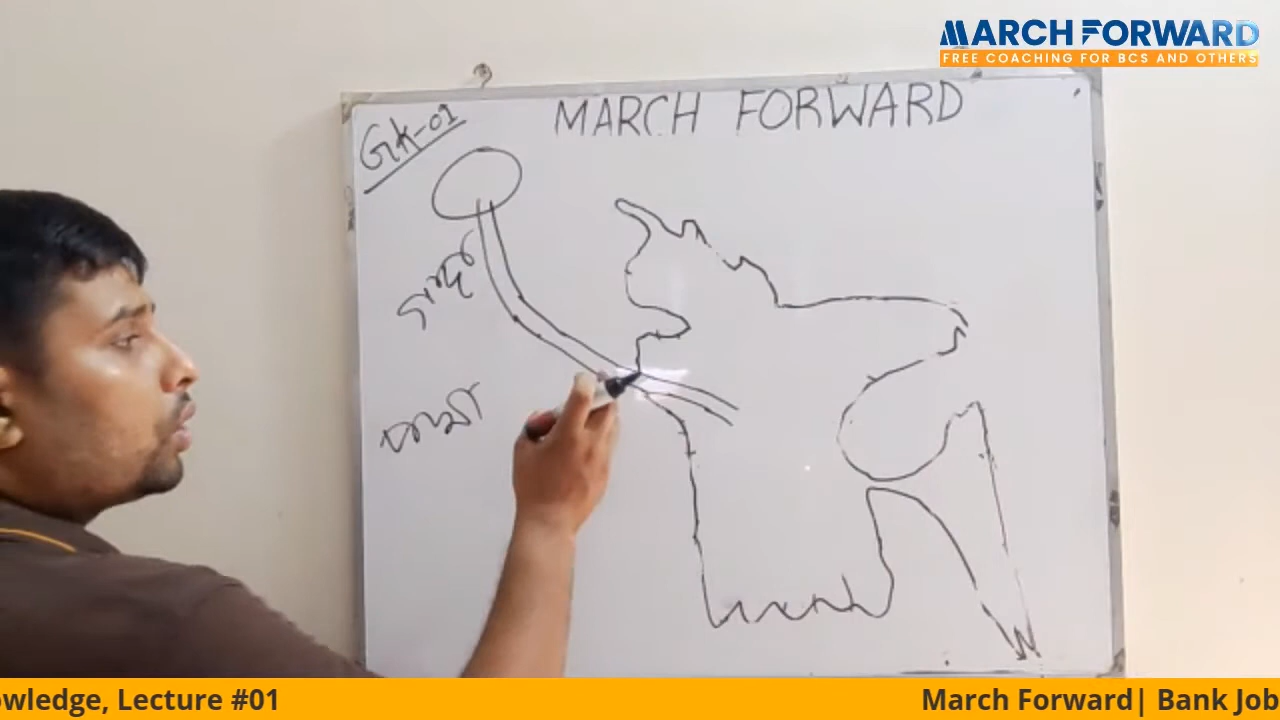 MARCH FORWARD
FREE COACHING FOR BCS AND OTHERS
MARCH FORWARD
GK-01
পদ্মা
owledge, Lecture #01
March Forward| Bank Job